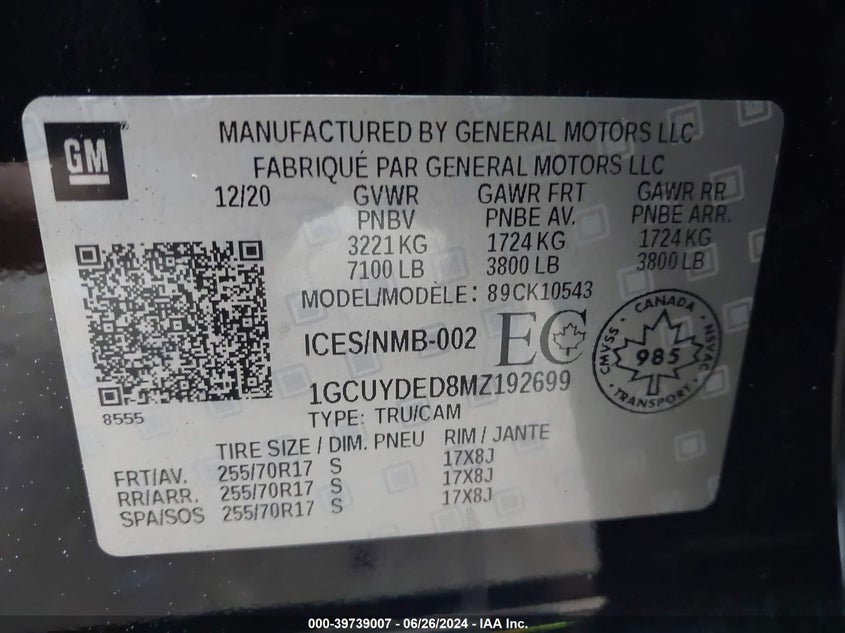 GM
MANUFACTURED BY GENERAL MOTORS LLC
FABRIQUÉ PAR GENERAL MOTORS LLC
12/20 GVWR GAWR FRT GAWR RR
PNBV PNBE AV. PNBE ARR.
3221 KG 1724 KG 1724 KG
7100 LB 3800 LB 3800 LB
MODEL/MODÈLE: 89CK10543
ICES/NMB-002 EC
CANADA
CMVSS 985 NSVAC
TRANSPORT
1GCUYDED8MZ192699
8555
TYPE: TRU/CAM
TIRE SIZE / DIM. PNEU RIM / JANTE
FRT/AV. 255/70R17 S 17X8J
RR/ARR. 255/70R17 S 17X8J
SPA/SOS 255/70R17 S 17X8J
000-39739007 - 06/26/2024 - IAA Inc.